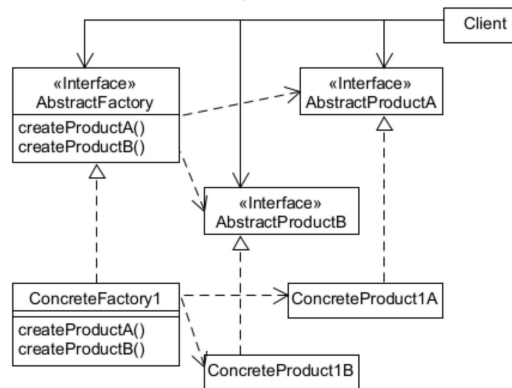 Client
«Interface»
AbstractFactory
createProductA()
createProductB()
«Interface»
AbstractProductA
«Interface»
AbstractProductB
ConcreteFactory1
createProductA()
createProductB()
ConcreteProduct1A
ConcreteProduct1B